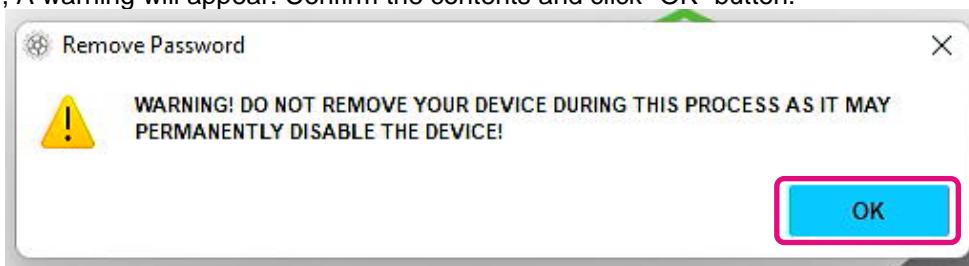 , A warning will appear. Confirm the contents and click "OK" button.
Remove Password
WARNING! DO NOT REMOVE YOUR DEVICE DURING THIS PROCESS AS IT MAY
PERMANENTLY DISABLE THE DEVICE!
OK